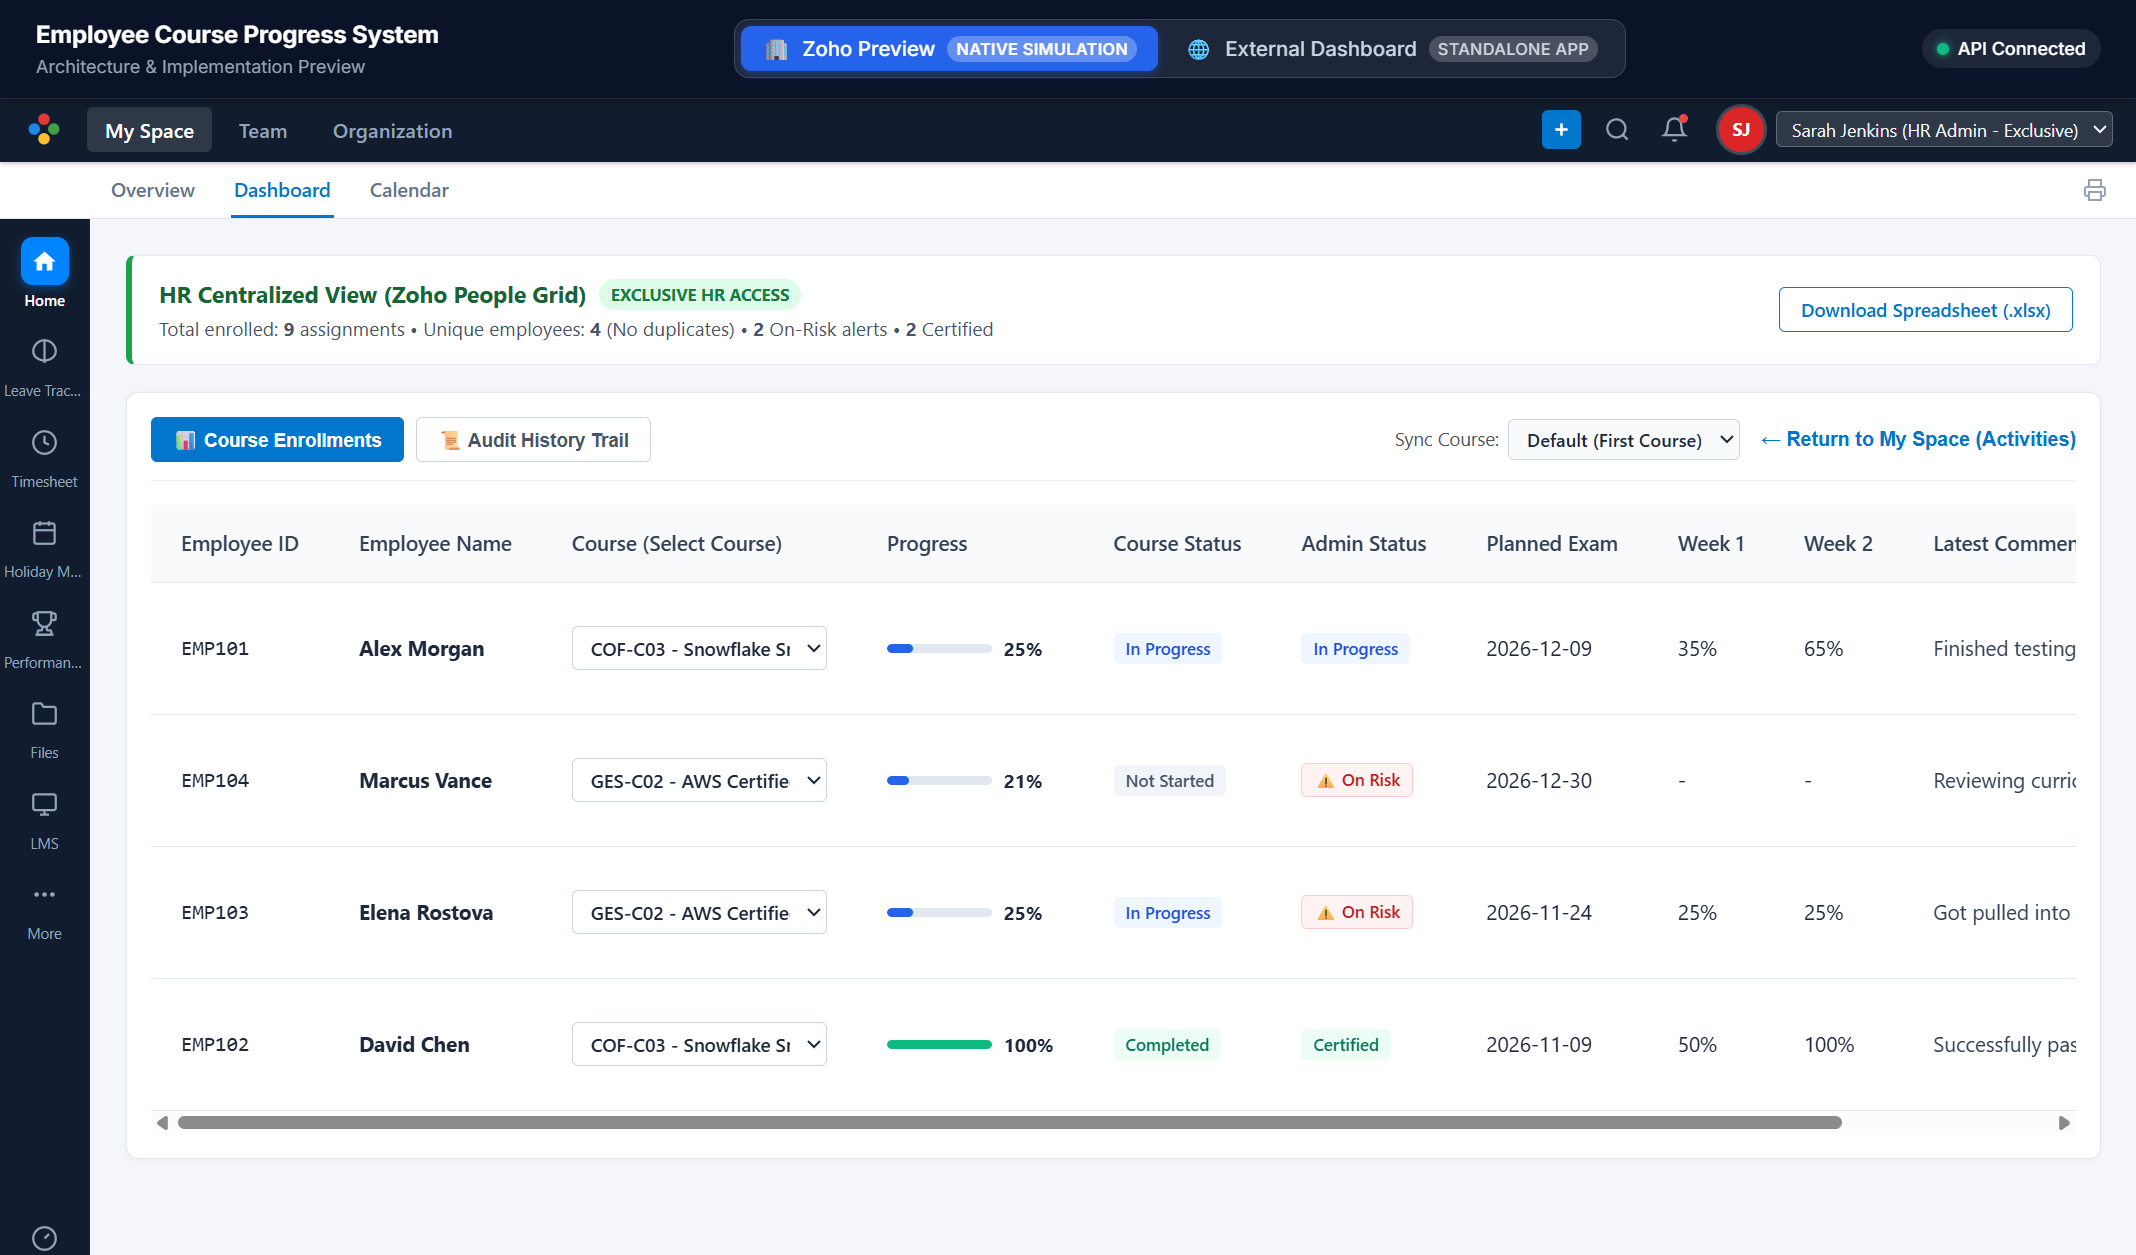 Employee Course Progress System
Architecture & Implementation Preview
Zoho Preview NATIVE SIMULATION
External Dashboard STANDALONE APP
API Connected
My Space
Team
Organization
+
SJ
Sarah Jenkins (HR Admin - Exclusive)
Overview
Dashboard
Calendar
Home
Leave Trac...
Timesheet
Holiday M...
Performan...
Files
LMS
More
HR Centralized View (Zoho People Grid) EXCLUSIVE HR ACCESS
Total enrolled: 9 assignments • Unique employees: 4 (No duplicates) • 2 On-Risk alerts • 2 Certified
Download Spreadsheet (.xlsx)
Course Enrollments
Audit History Trail
Sync Course: Default (First Course)
← Return to My Space (Activities)
Employee ID Employee Name Course (Select Course) Progress Course Status Admin Status Planned Exam Week 1 Week 2 Latest Commen
EMP101 Alex Morgan COF-C03 - Snowflake Sr 25% In Progress In Progress 2026-12-09 35% 65% Finished testing
EMP104 Marcus Vance GES-C02 - AWS Certifie 21% Not Started On Risk 2026-12-30 - - Reviewing curric
EMP103 Elena Rostova GES-C02 - AWS Certifie 25% In Progress On Risk 2026-11-24 25% 25% Got pulled into
EMP102 David Chen COF-C03 - Snowflake Sr 100% Completed Certified 2026-11-09 50% 100% Successfully pas